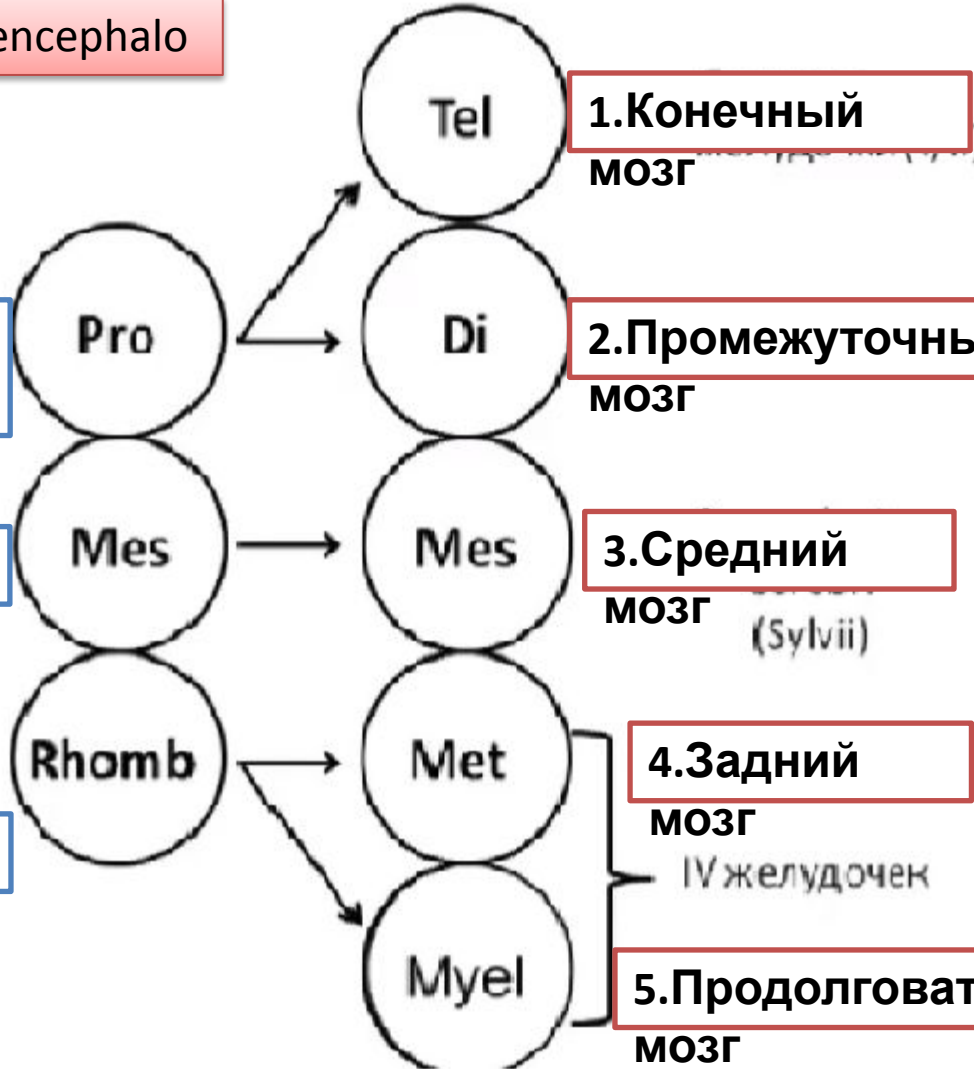 encephalo
Tel
1.Конечный
мозг
Pro
Di
2.Промежуточны
мозг
Mes
Mes
3.Средний
мозг
(Sylvii)
Rhomb
Met
4.Задний
мозг
IV желудочек
Myel
5.Продолговат
мозг